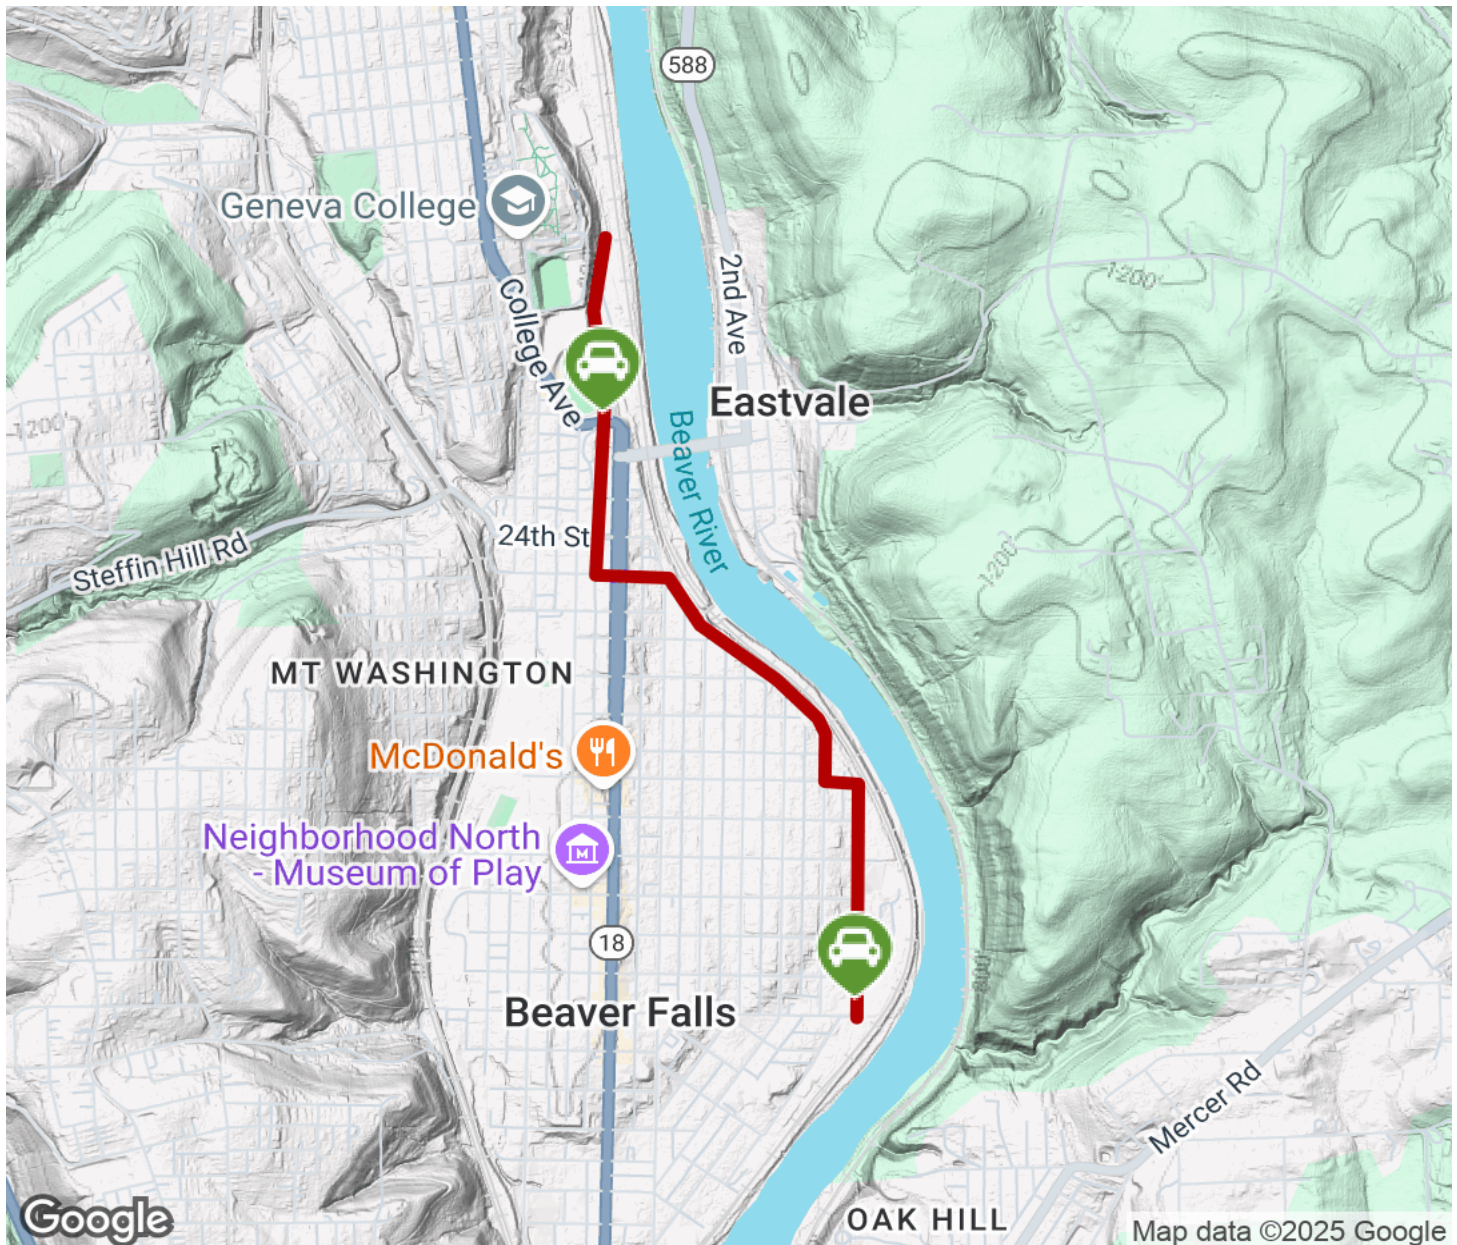 588
Geneva College
2nd Ave
1200'
College Ave
Eastvale
1200'
Beaver River
24th St
Steffin Hill Rd
1200'
MT WASHINGTON
McDonald's
Neighborhood North
- Museum of Play
M
18
Beaver Falls
Mercer Rd
OAK HILL
Google
Map data ©2025 Google